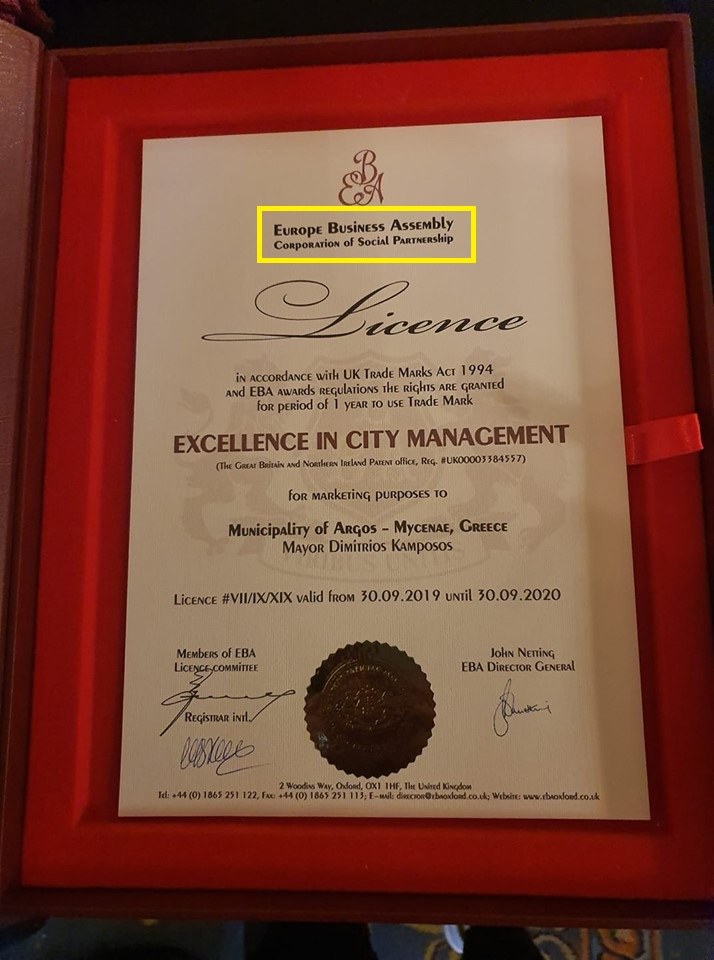 EBA
Europe Business Assembly
Corporation of Social Partnership
Licence
in accordance with UK Trade Marks Act 1994
and EBA awards regulations the rights are granted
for period of 1 year to use Trade Mark
EXCELLENCE IN CITY MANAGEMENT
(The Great Britain and Northern Ireland Patent office, Reg. #UK00003384557)
for marketing purposes to
Municipality of Argos - Mycenae, Greece
Mayor Dimitrios Kamposos
Licence #VII/IX/XIX valid from 30.09.2019 until 30.09.2020
Members of EBA
Licence committee
Registrar intl.
John Netting
EBA Director General
2 Woodins Way, Oxford, OX1 1HF, The United Kingdom
Tel: +44 (0) 1865 251 122, Fax: +44 (0) 1865 251 113; E-mail: director@ebaoxford.co.uk; Website: www.ebaoxford.co.uk